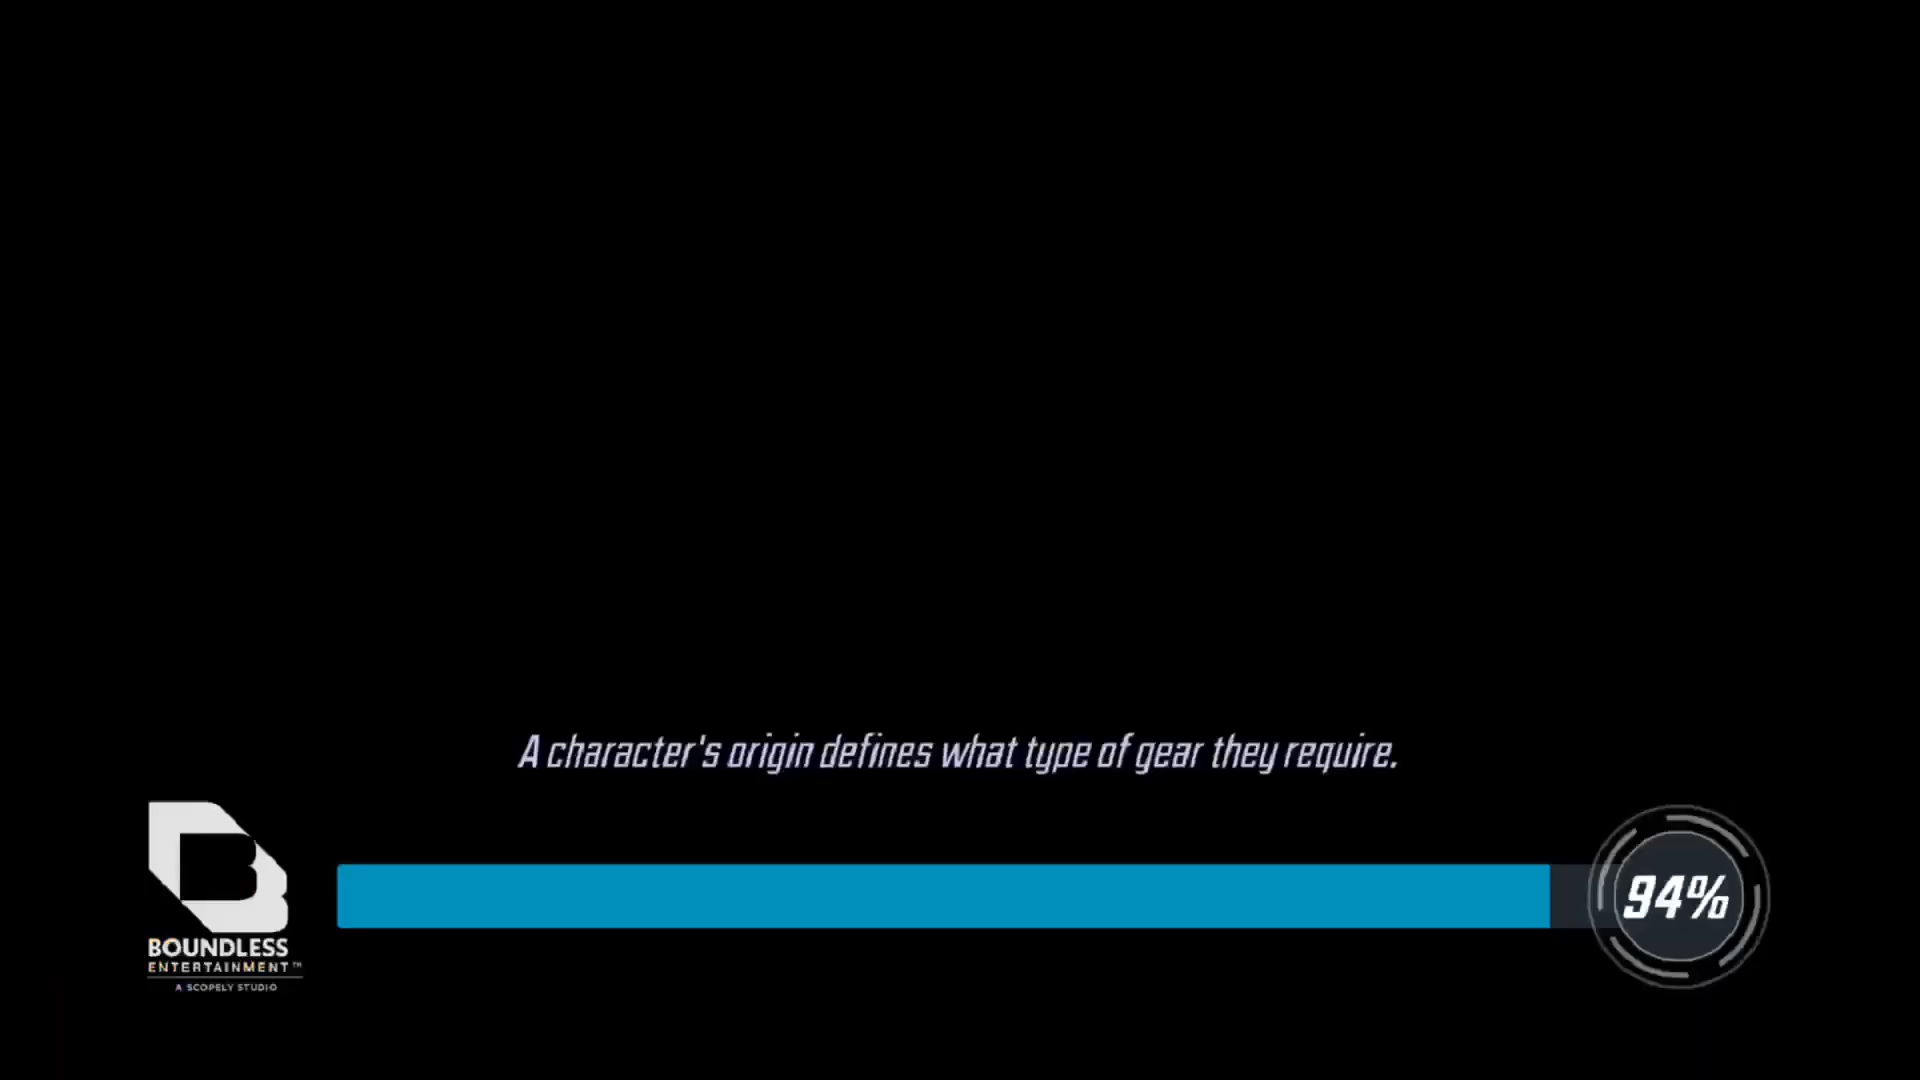 A character's origin defines what type of gear they require.
94%
BOUNDLESS
ENTERTAINMENT™
A SCOPELY STUDIO